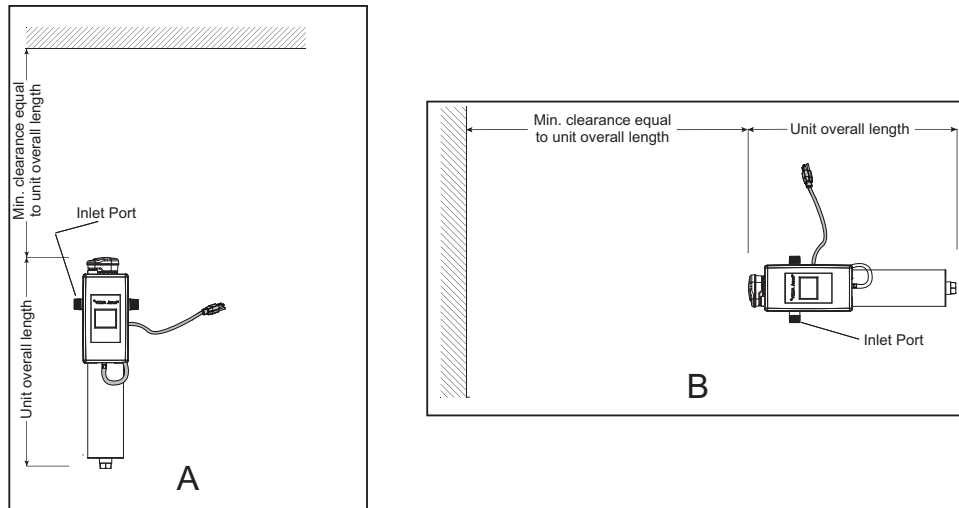 Min. clearance equal
to unit overall length
Inlet Port
Unit overall length
A
Min. clearance equal
to unit overall length
Unit overall length
Inlet Port
B